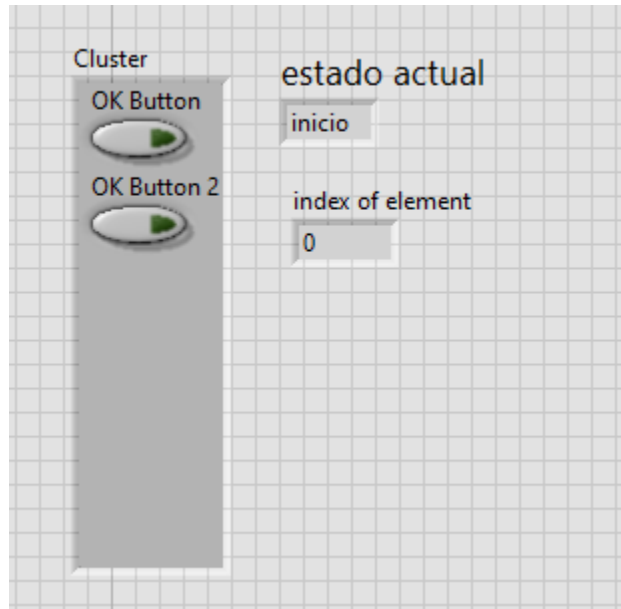 Cluster
OK Button
OK Button 2
estado actual
inicio
index of element
0